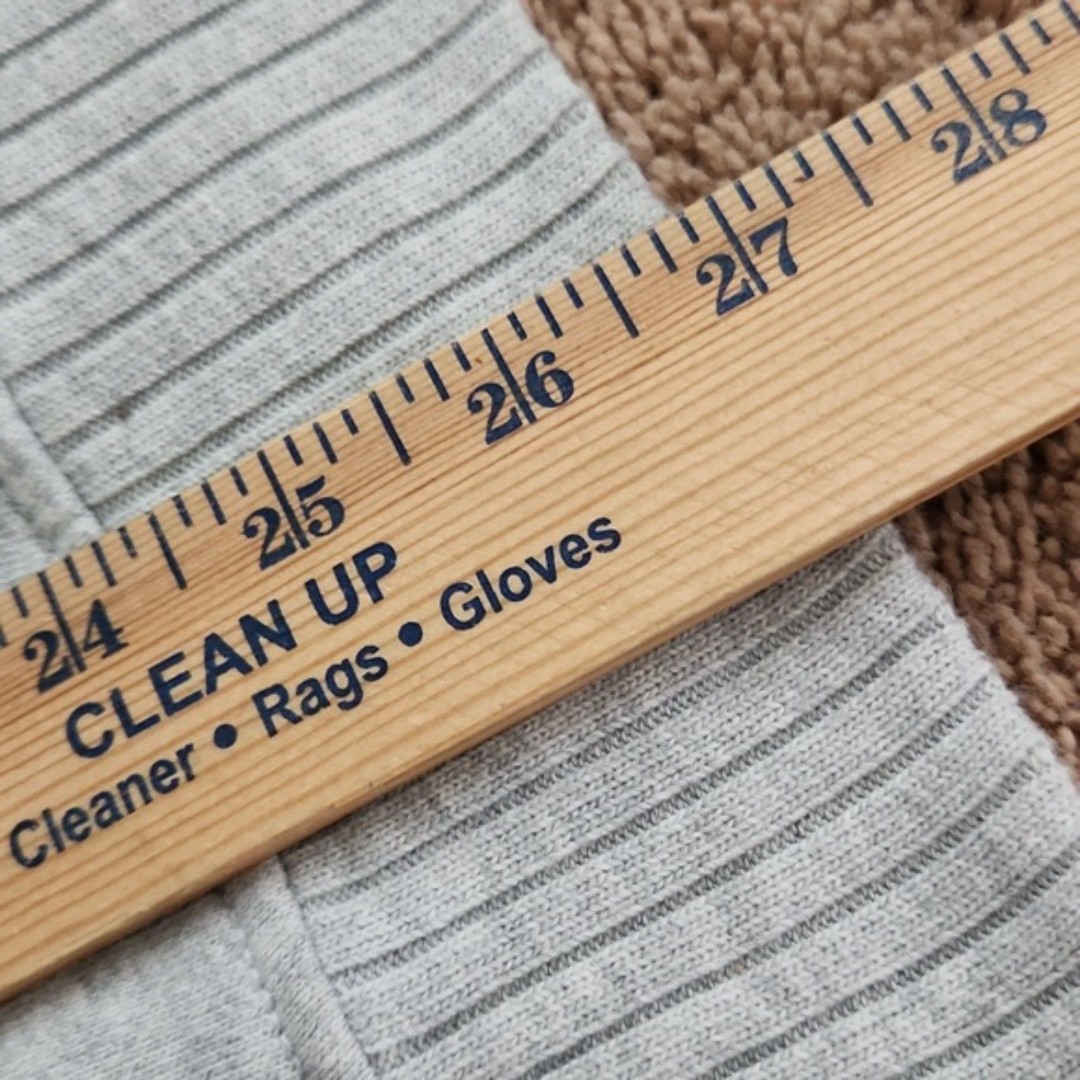 24 25 26 27 28
CLEAN UP
Cleaner • Rags • Gloves